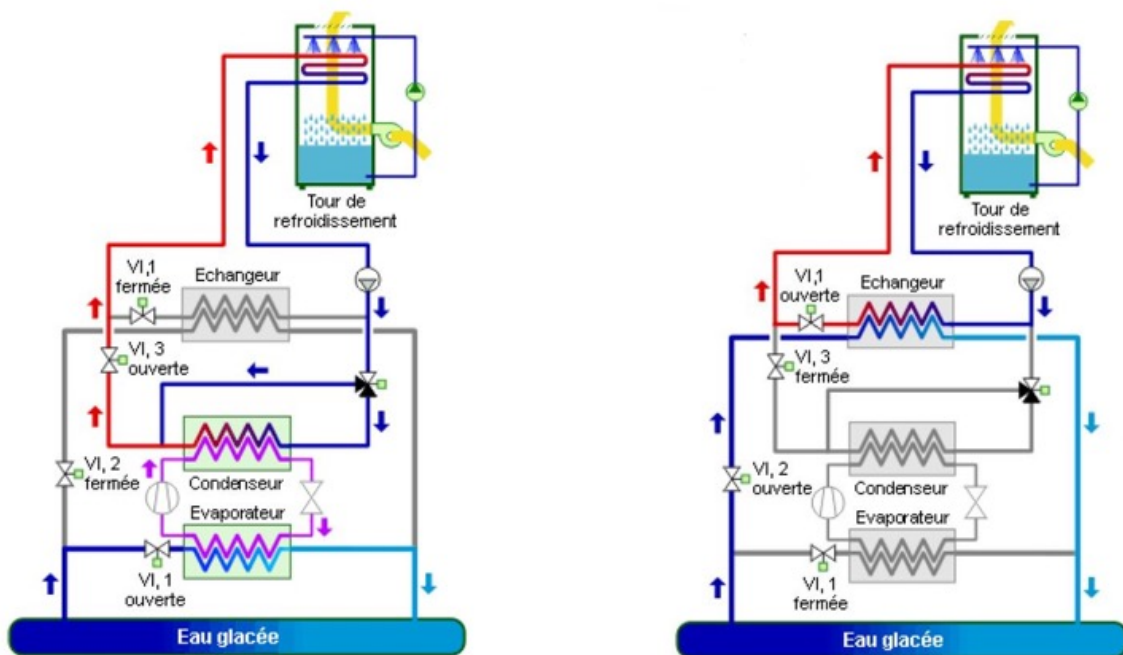 Tour de
refroidissement
VI,1
fermée
Echangeur
VI, 3
ouverte
VI, 2
fermée
Condenseur
Evaporateur
VI, 1
ouverte
Eau glacée
Tour de
refroidissement
VI,1
ouverte
Echangeur
VI, 3
fermée
VI, 2
ouverte
Condenseur
Evaporateur
VI, 1
fermée
Eau glacée